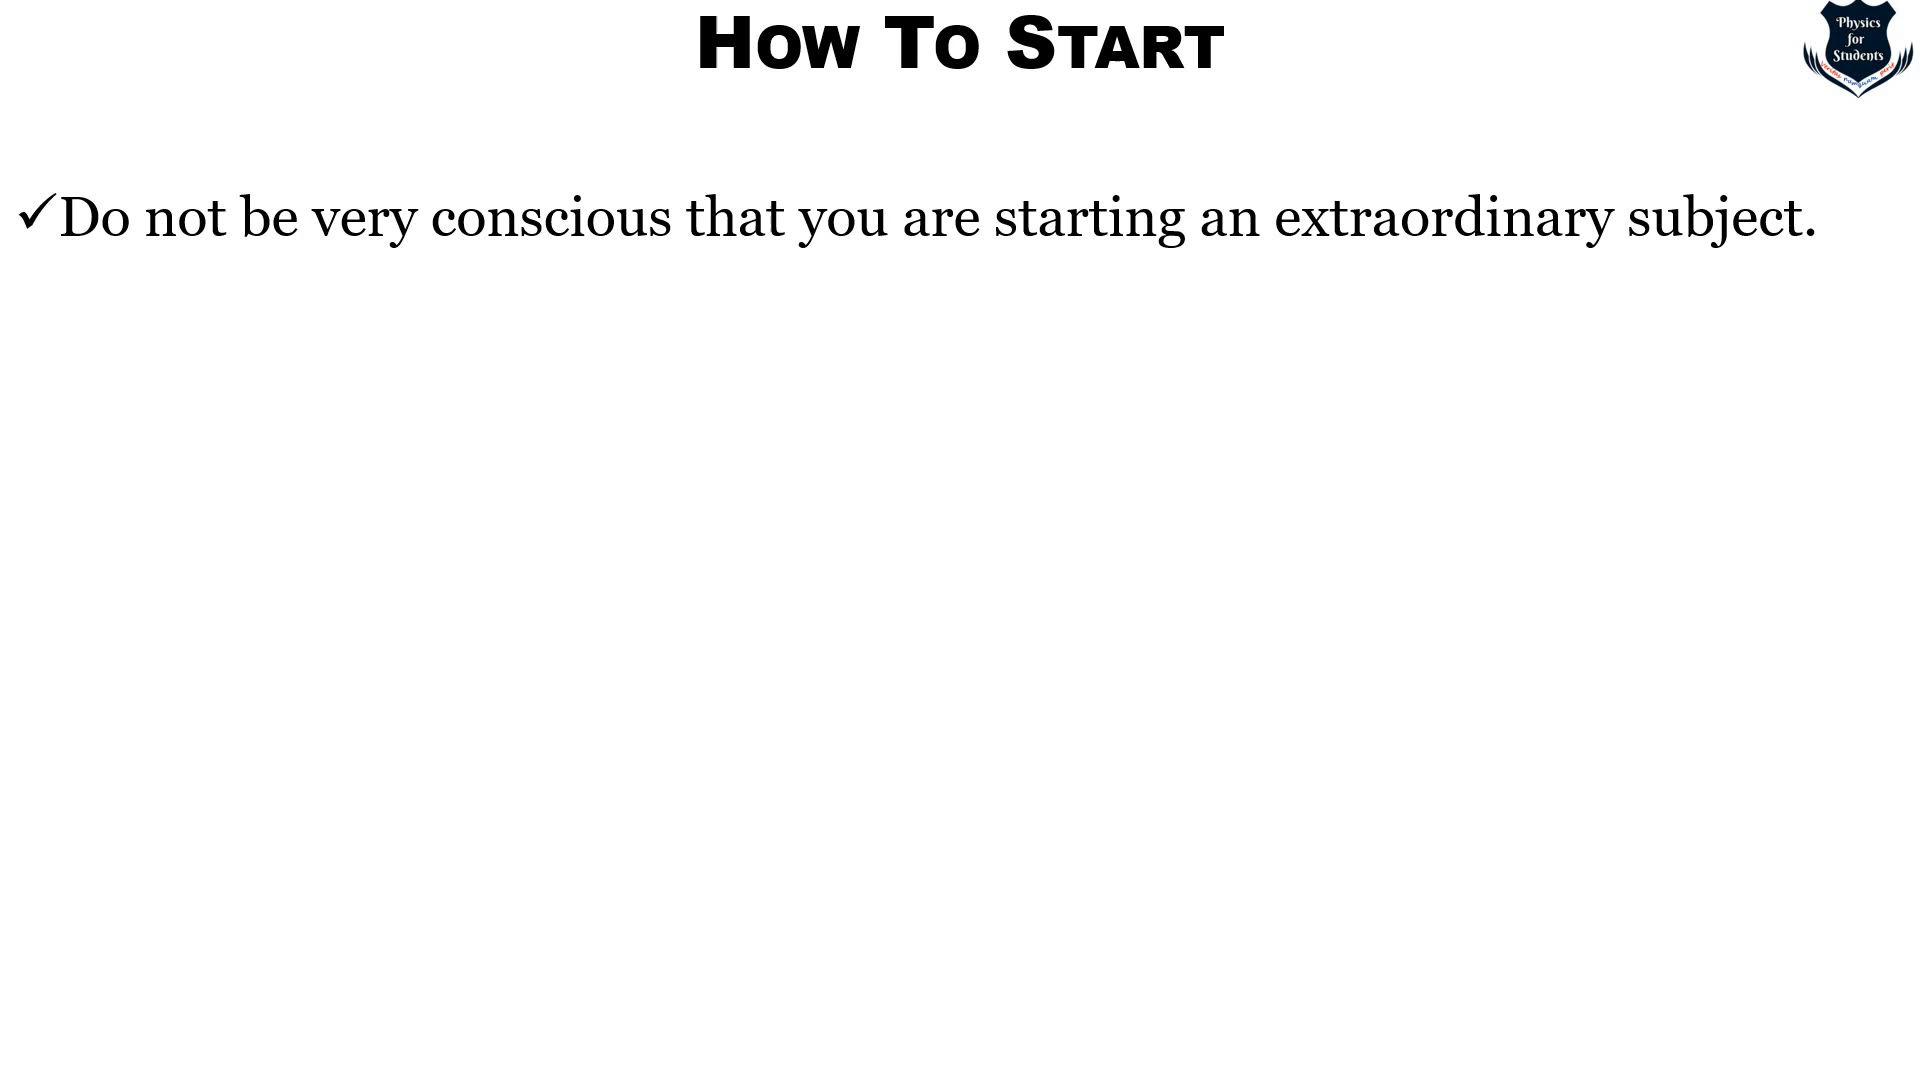 HOW TO START
Physics
for
Students
✓Do not be very conscious that you are starting an extraordinary subject.